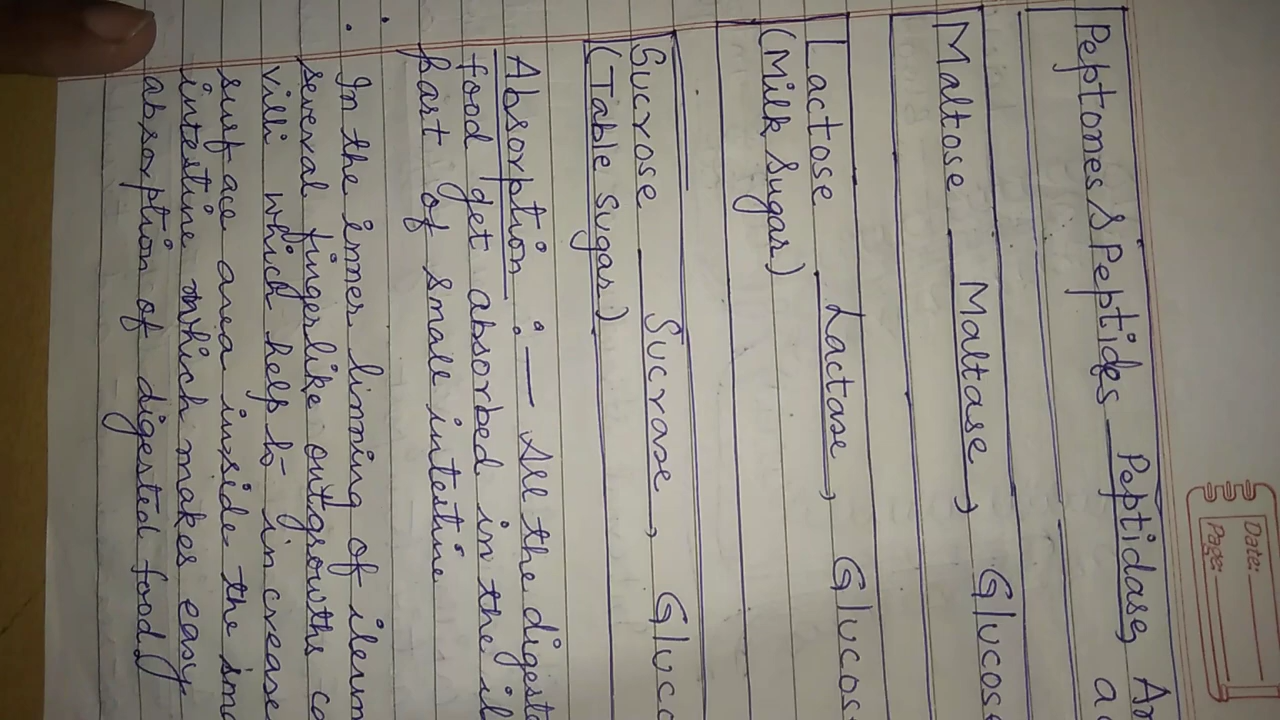 Date:
Page:
Peptones & Peptides Peptidase
a
Maltose Maltase Glucos
Lactose Lactase Glucos
(Milk Sugar)
Sucrose Sucrase Gluc
(Table Sugar)
Absorption :— All the digest
food get absorbed in the il
part of small intestine
In the inner linning of ileum
several fingerlike outgrowths ca
villi which help to increase
surface area inside the sma
intestine which makes easy
absorption of digested food